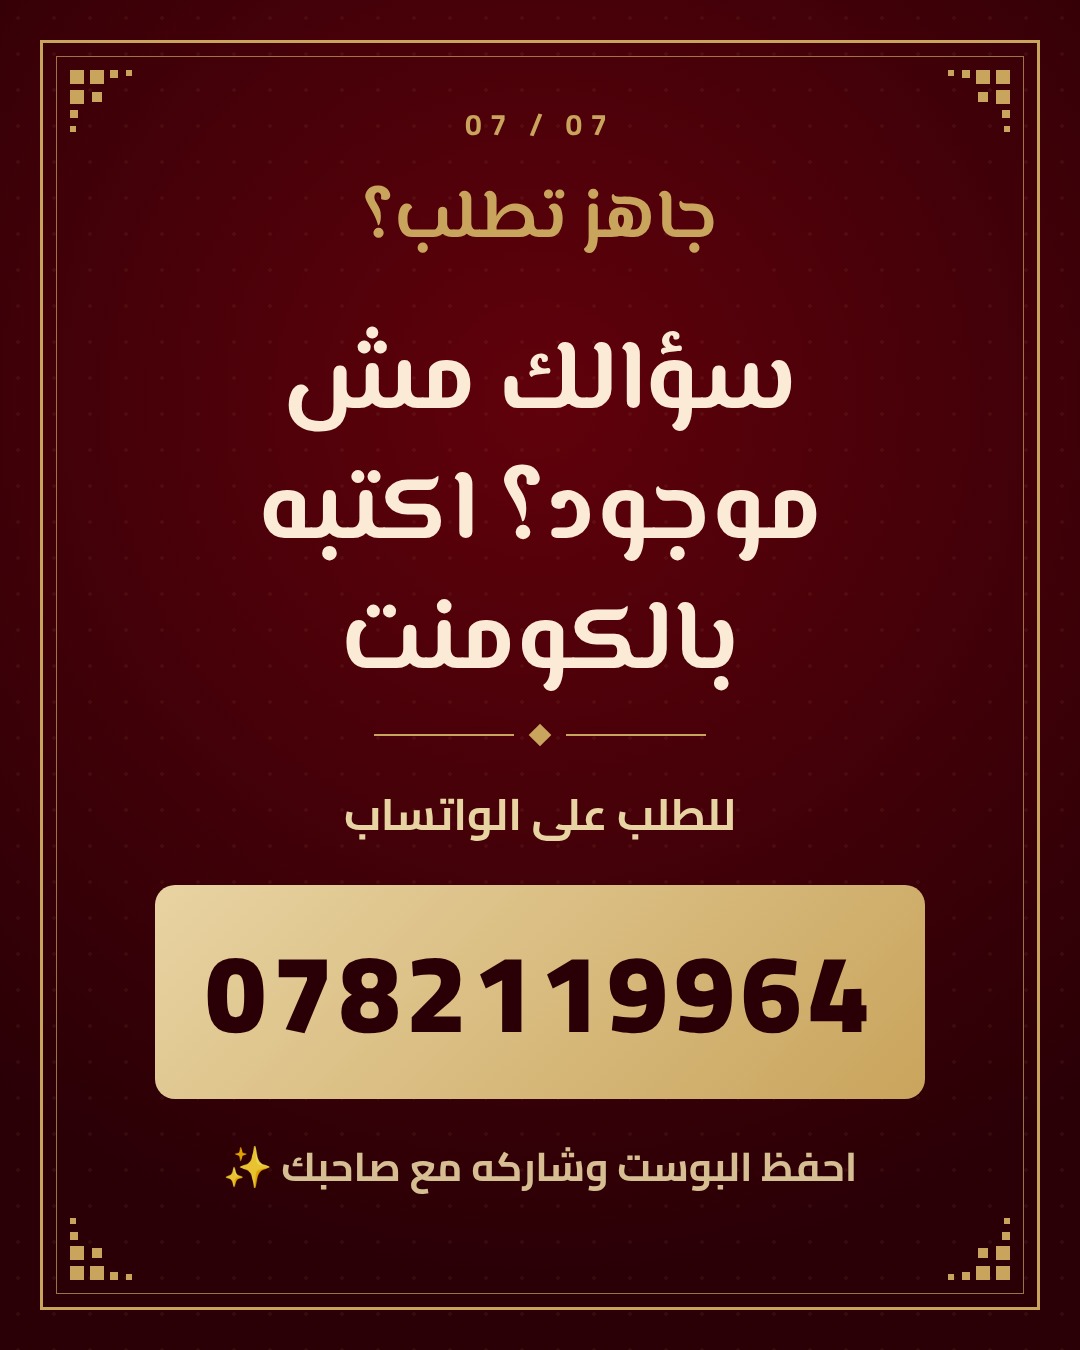 07 / 07
جاهز تطلب؟
سؤالك مش
موجود؟ اكتبه
بالكومنت
للطلب على الواتساب
0782119964
احفظ البوست وشاركه مع صاحبك ✨